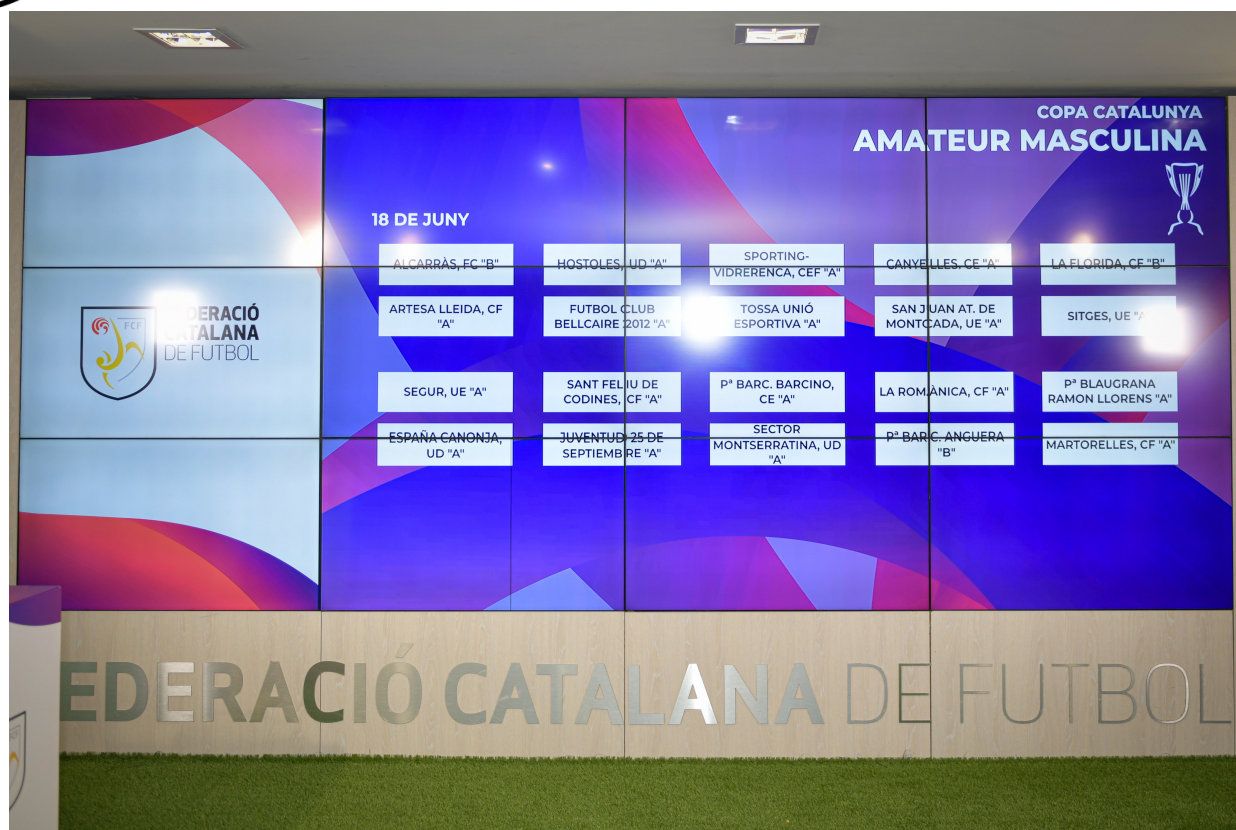 COPA CATALUNYA
AMATEUR MASCULINA
18 DE JUNY
ALCARRÀS, FC "B"
ARTESA LLEIDA, CF
"A"
HOSTOLES, UD "A"
FUTBOL CLUB
BELLCAIRE 2012 "A"
SPORTING-
VIDRERENCA, CEF "A"
TOSSA UNIÓ
ESPORTIVA "A"
CANYELLES. CE "A"
SAN JUAN AT. DE
MONTCADA, UE "A"
LA FLORIDA, CF "B"
SITGES, UE
SEGUR, UE "A"
ESPAÑA CANONJA,
UD "A"
SANT FELIU DE
CODINES, CF "A"
JUVENTUD 25 DE
SEPTIEMBRE "A"
Pª BARC. BARCINO,
CE "A"
SECTOR
MONTSERRATINA, UD
"A"
LA ROMÀNICA, CF "A"
Pª BARC. ANGUERA
"B"
Pª BLAUGRANA
RAMON LLORENS "A"
MARTORELLES, CF "A"
FCF
FEDERACIÓ
CATALANA
DE FUTBOL
EDERACIÓ CATALANA DE FUTBOL